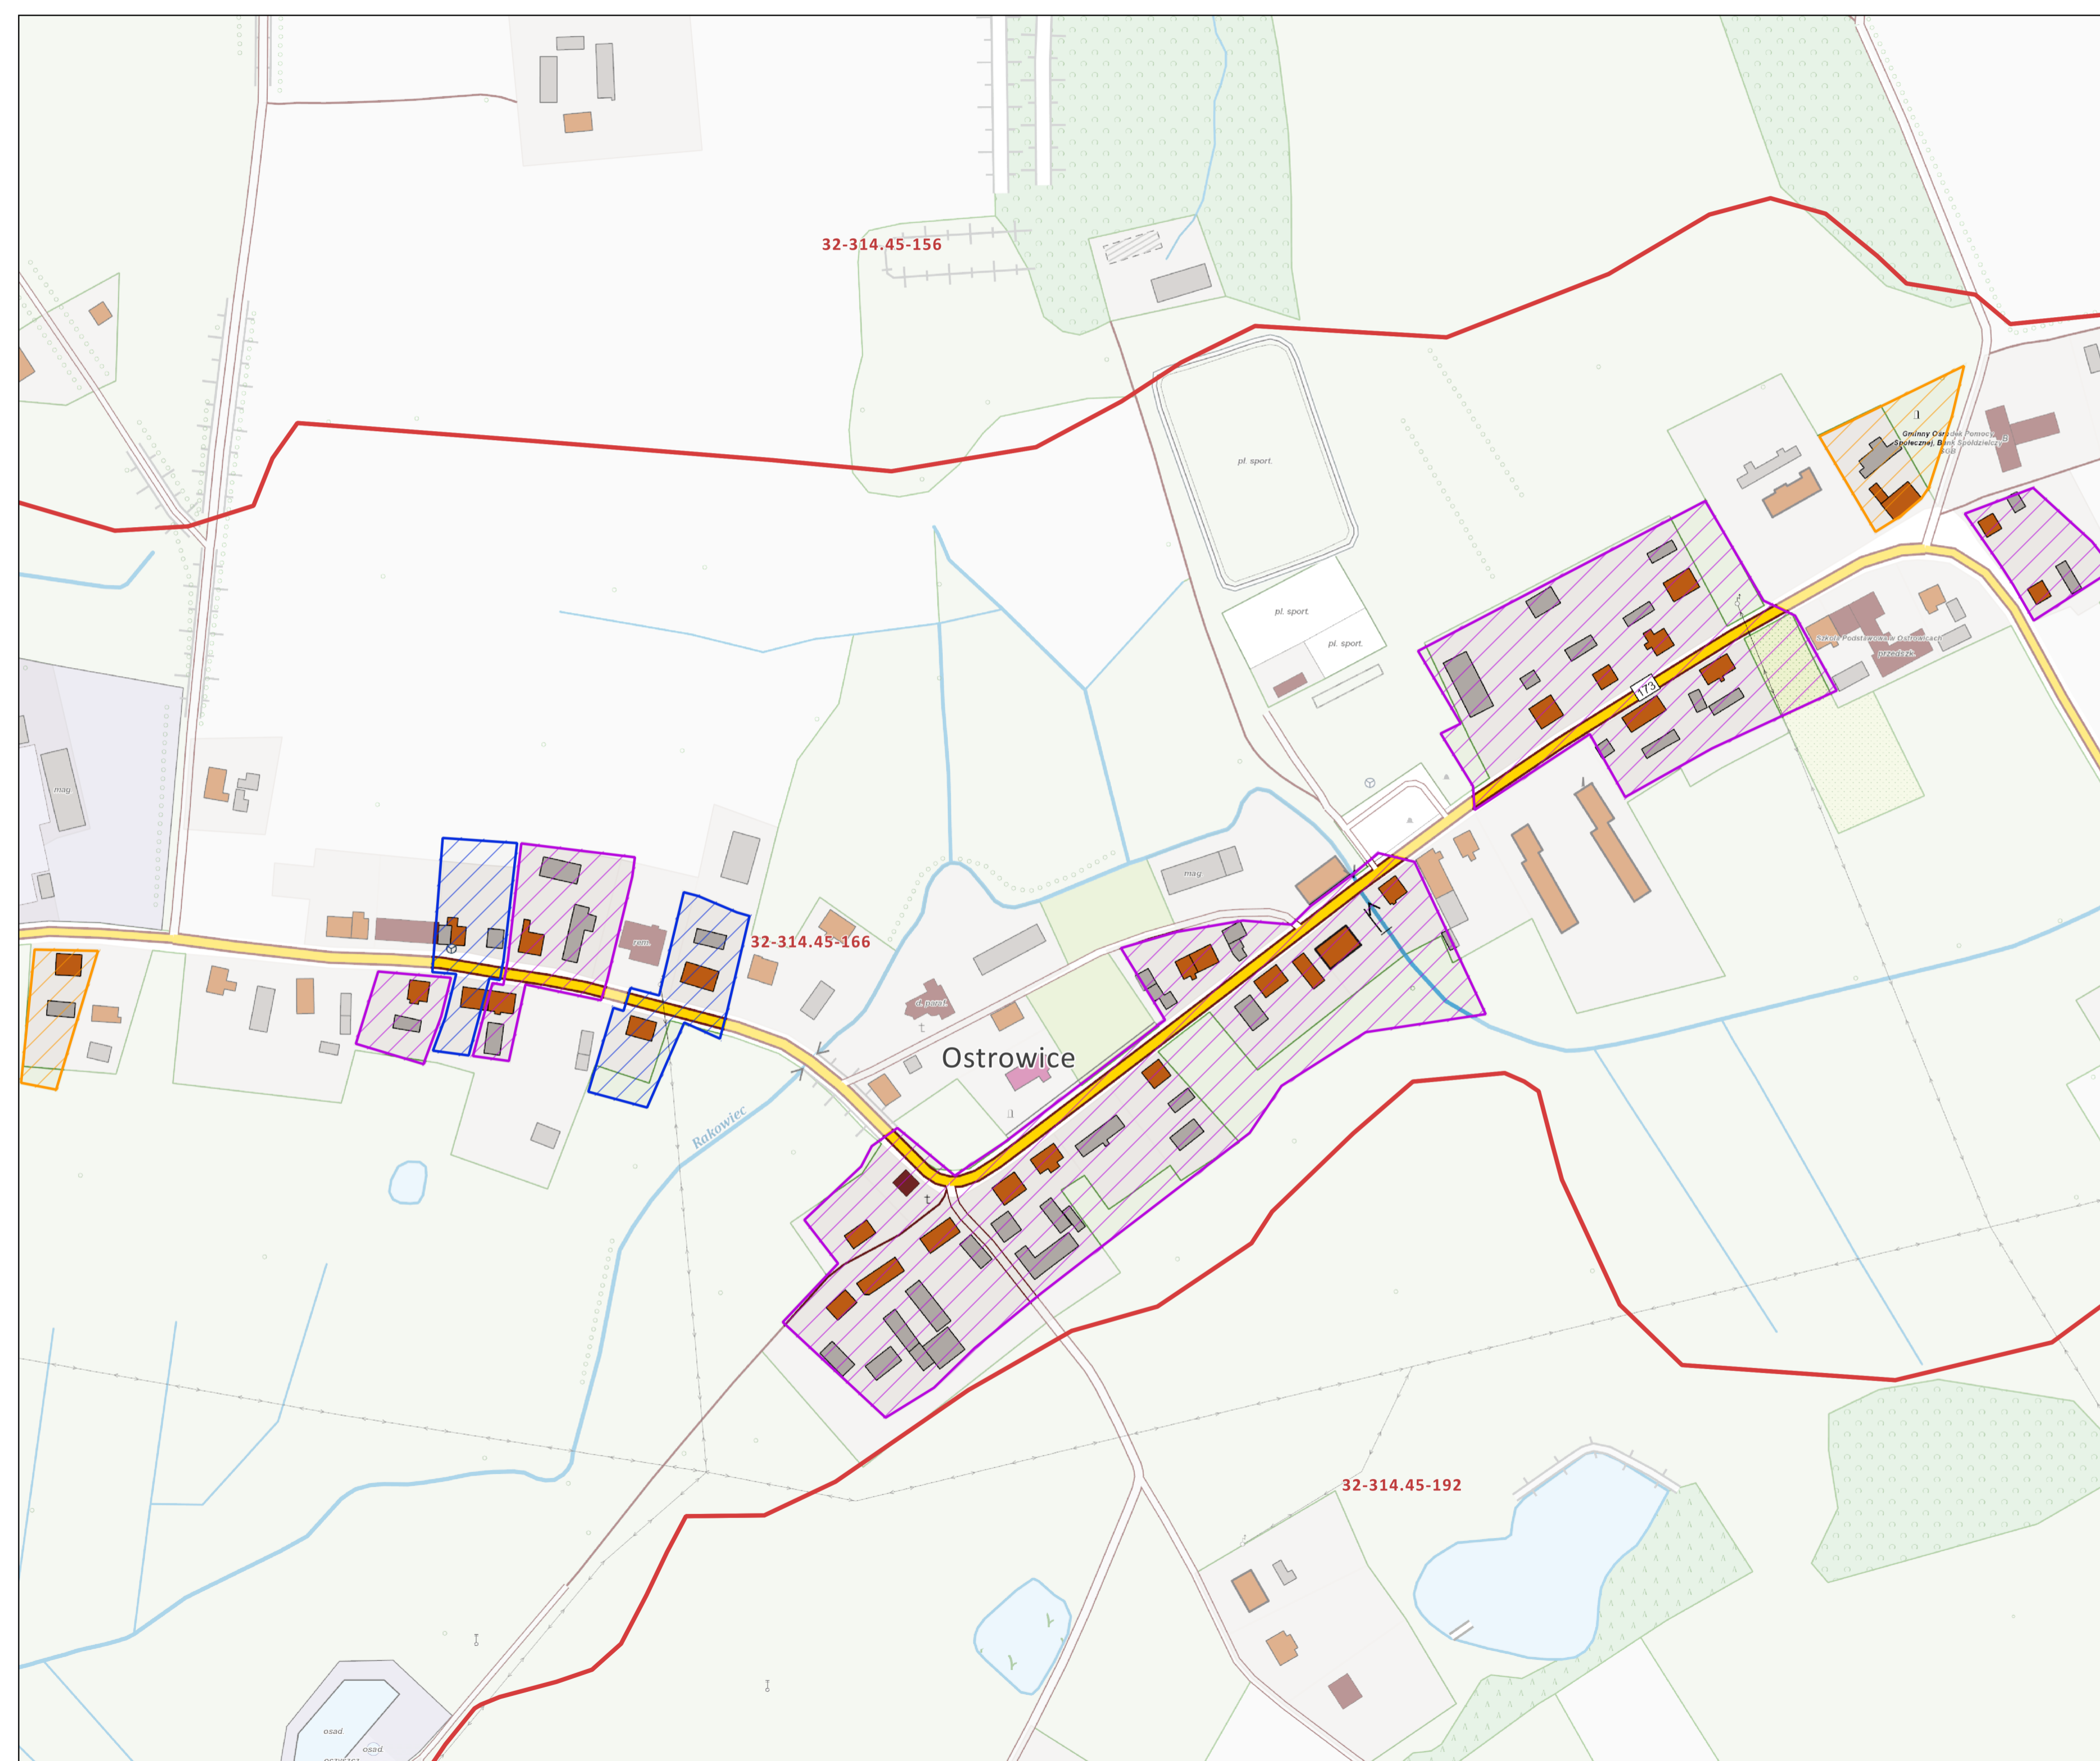 32-314.45-156
Gminny Ośrodek Pomocy
Społecznej, Bank Spółdzielczy
SGB
pl. sport.
pl. sport.
pl. sport.
Szkoła Podstawowa w Ostrowicach
przedszk.
173
mag.
mag.
rem.
32-314.45-166
d. paraf.
Ostrowice
Rakowiec
32-314.45-192
osad.
osad.